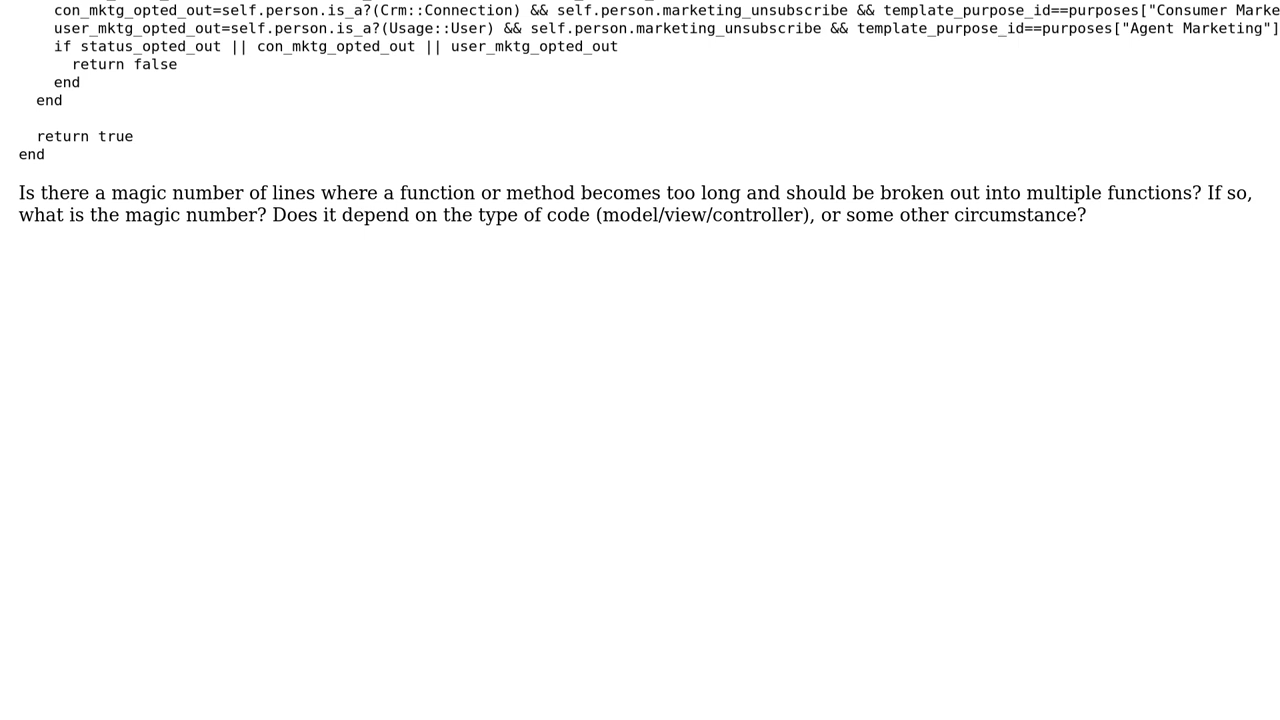 con_mktg_opted_out=self.person.is_a?(Crm::Connection) && self.person.marketing_unsubscribe && template_purpose_id==purposes["Consumer Marke
user_mktg_opted_out=self.person.is_a?(Usage::User) && self.person.marketing_unsubscribe && template_purpose_id==purposes["Agent Marketing"]
if status_opted_out || con_mktg_opted_out || user_mktg_opted_out
return false
end
end
return true
end
Is there a magic number of lines where a function or method becomes too long and should be broken out into multiple functions? If so,
what is the magic number? Does it depend on the type of code (model/view/controller), or some other circumstance?